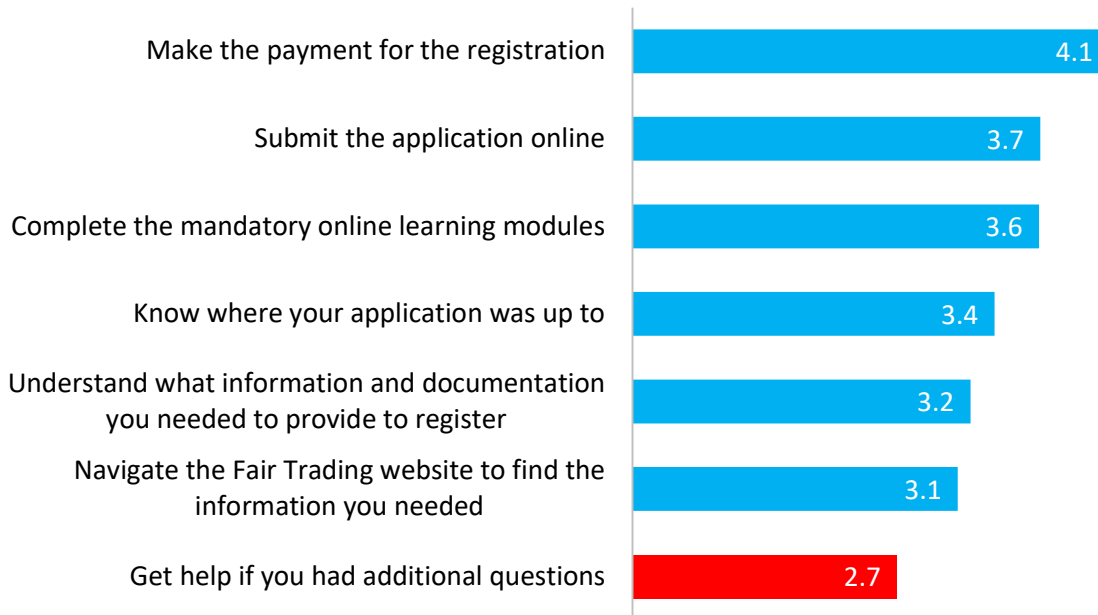 Make the payment for the registration
4.1
Submit the application online
3.7
Complete the mandatory online learning modules
3.6
Know where your application was up to
3.4
Understand what information and documentation
you needed to provide to register
3.2
Navigate the Fair Trading website to find the
information you needed
3.1
Get help if you had additional questions
2.7